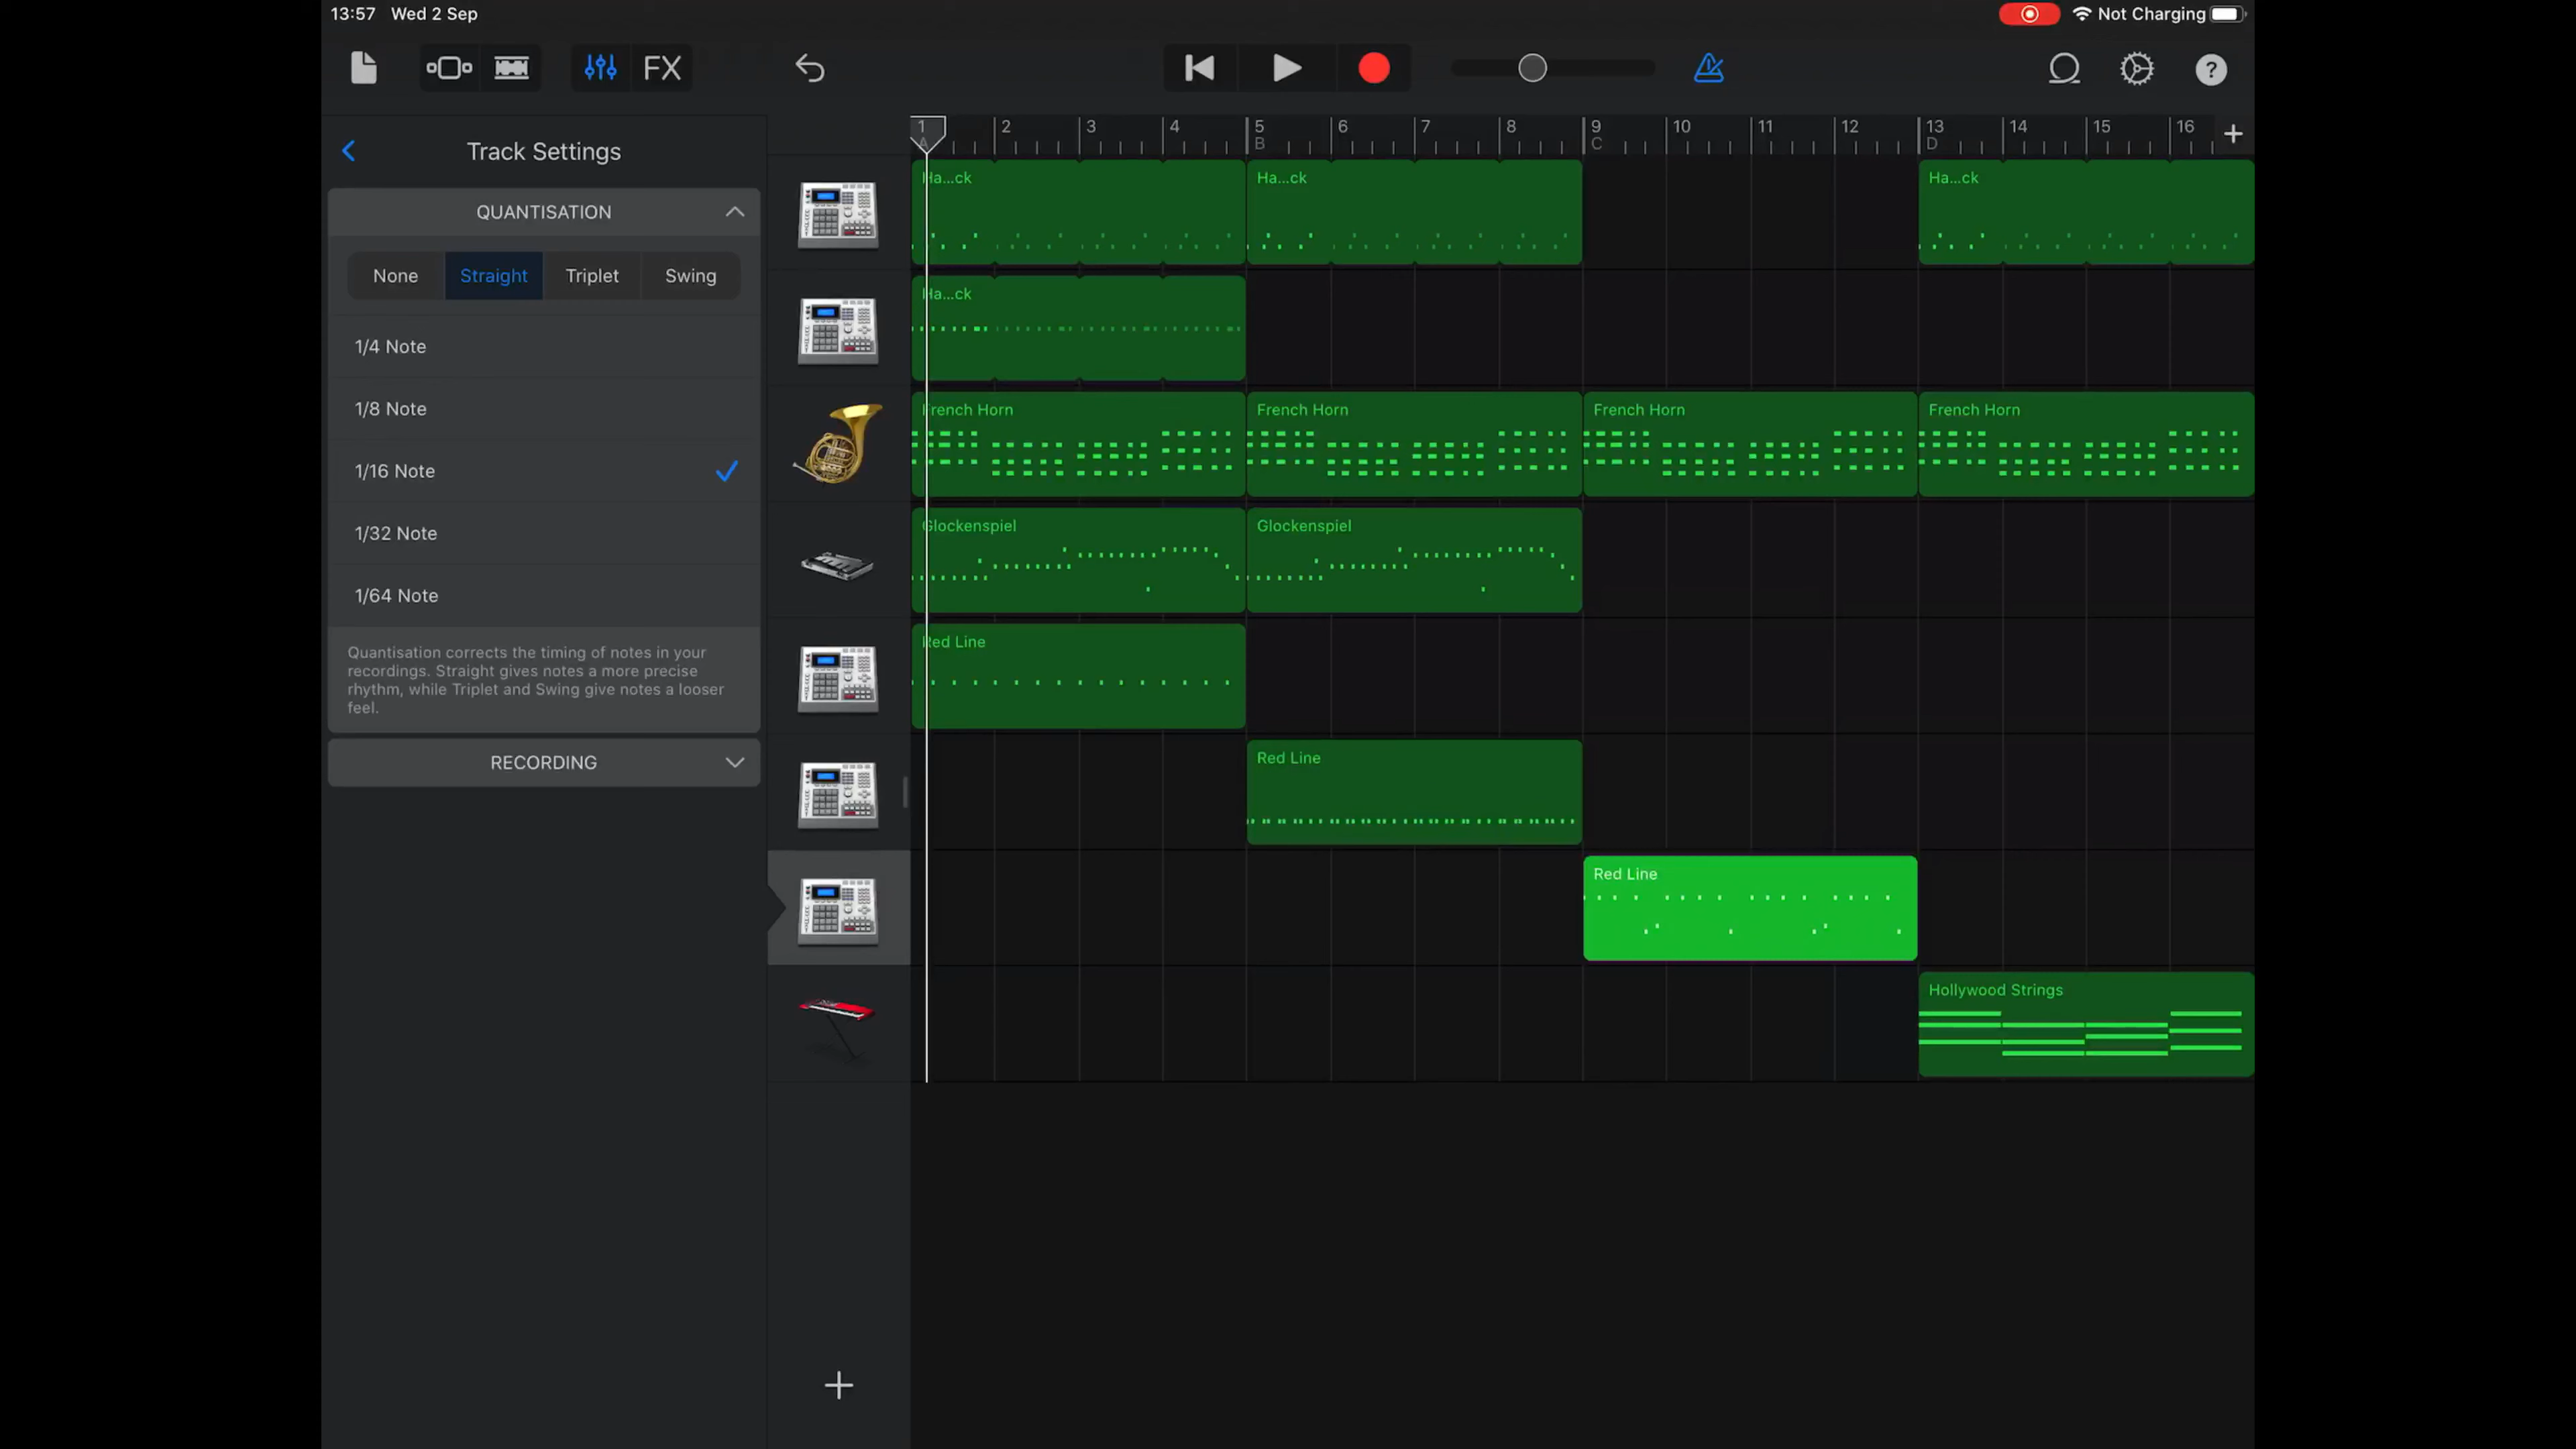 13:57 Wed 2 Sep
Not Charging
FX
?
Track Settings
QUANTISATION
None Straight Triplet Swing
1/4 Note
1/8 Note
1/16 Note
1/32 Note
1/64 Note
Quantisation corrects the timing of notes in your
recordings. Straight gives notes a more precise
rhythm, while Triplet and Swing give notes a looser
feel.
RECORDING
1 2 3 4 5 6 7 8 9 10 11 12 13 14 15 16
A B C D
Ha...ck Ha...ck Ha...ck
Ha...ck
French Horn French Horn French Horn French Horn
Glockenspiel Glockenspiel
Red Line
Red Line
Red Line
Hollywood Strings